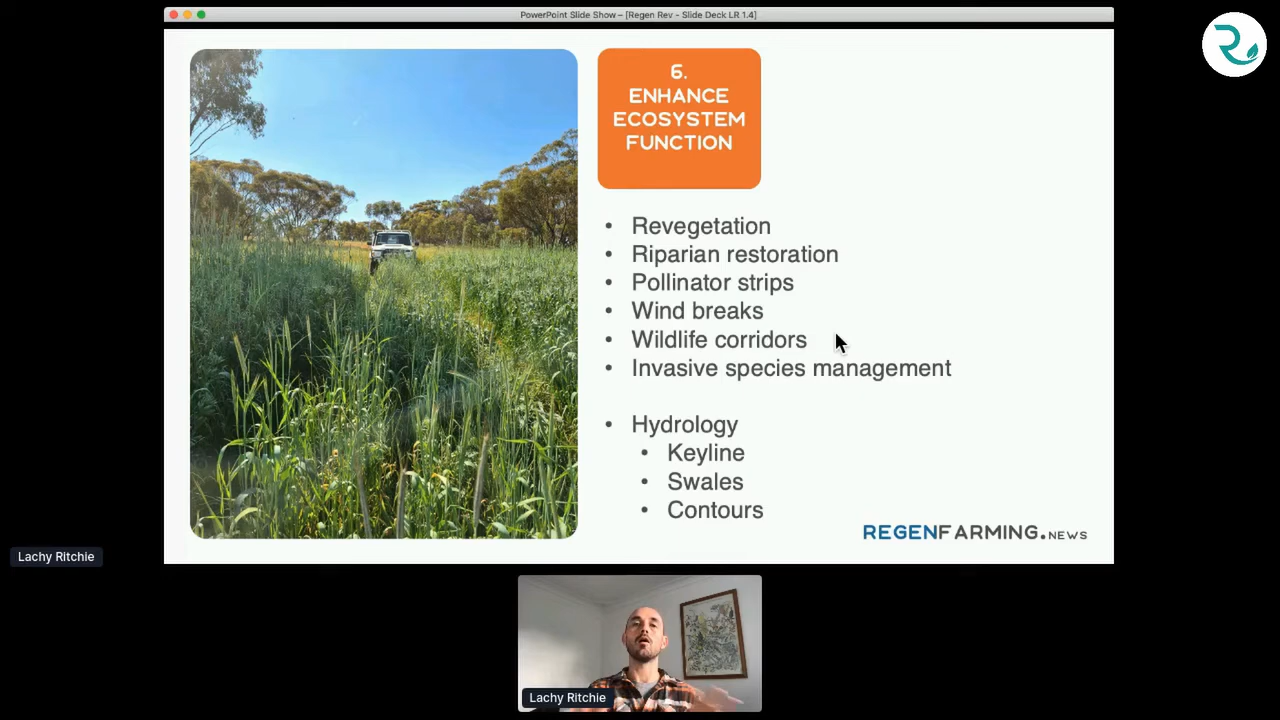 PowerPoint Slide Show – [Regen Rev - Slide Deck LR 1.4]
6.
ENHANCE
ECOSYSTEM
FUNCTION
• Revegetation
• Riparian restoration
• Pollinator strips
• Wind breaks
• Wildlife corridors
• Invasive species management
• Hydrology
• Keyline
• Swales
• Contours
REGENFARMING.NEWS
Lachy Ritchie
Lachy Ritchie